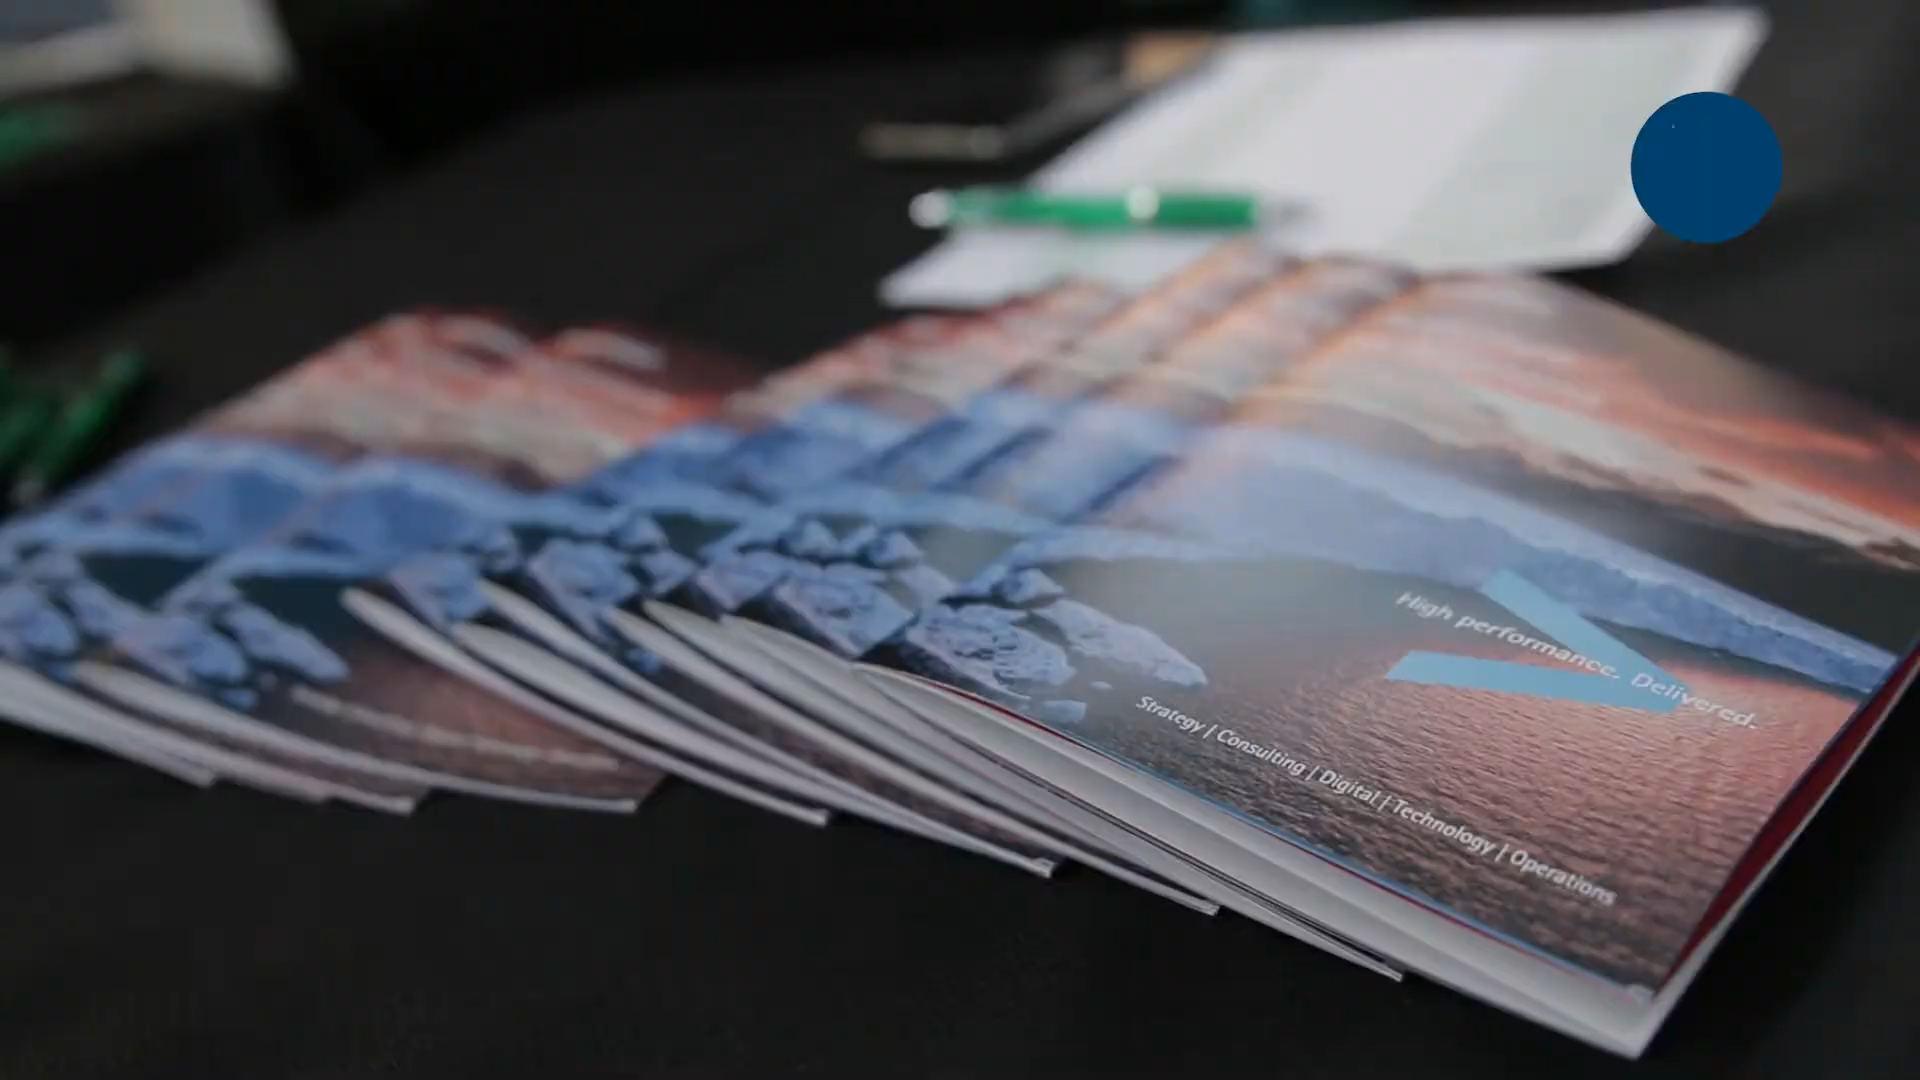 High performance. Delivered.
Strategy | Consulting | Digital | Technology | Operations